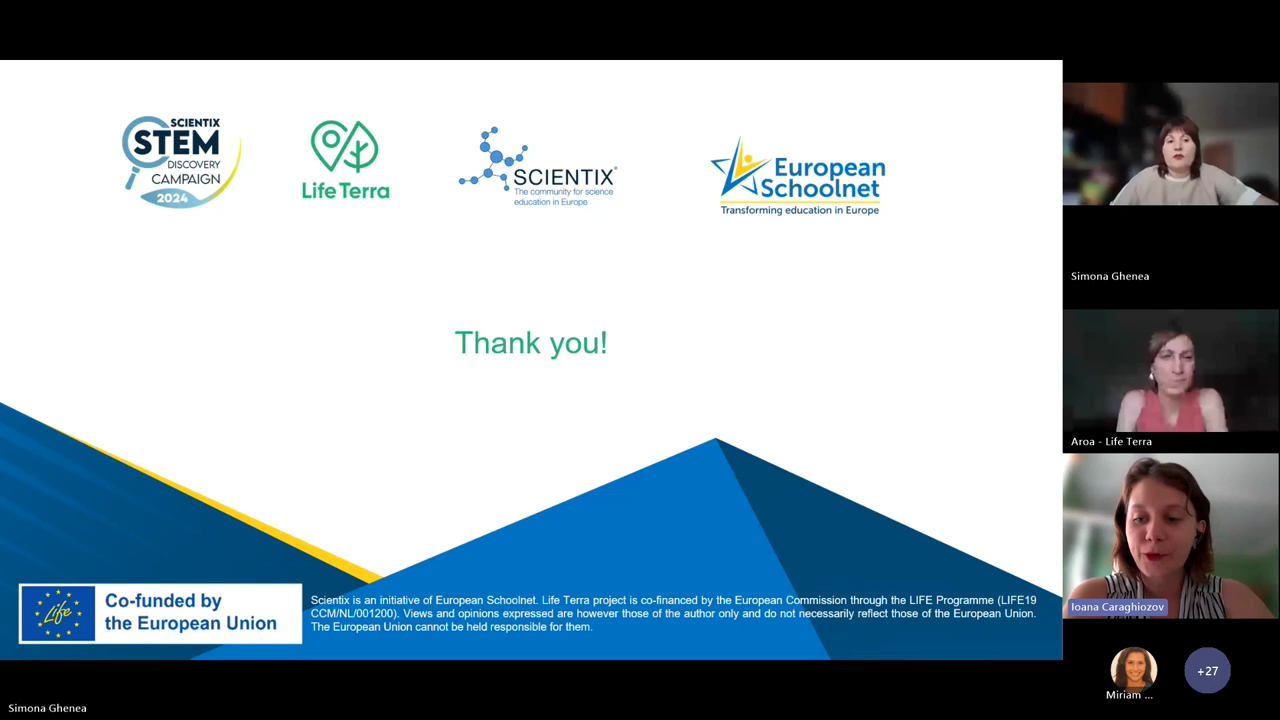 SCIENTIX
STEM
DISCOVERY
CAMPAIGN
2024
Life Terra
SCIENTIX®
The community for science
education in Europe
European
Schoolnet
Transforming education in Europe
Thank you!
Life
Co-funded by
the European Union
Scientix is an initiative of European Schoolnet. Life Terra project is co-financed by the European Commission through the LIFE Programme (LIFE19
CCM/NL/001200). Views and opinions expressed are however those of the author only and do not necessarily reflect those of the European Union.
The European Union cannot be held responsible for them.
Simona Ghenea
Aroa - Life Terra
Ioana Caraghiozov
Miriam ...
+27
Simona Ghenea